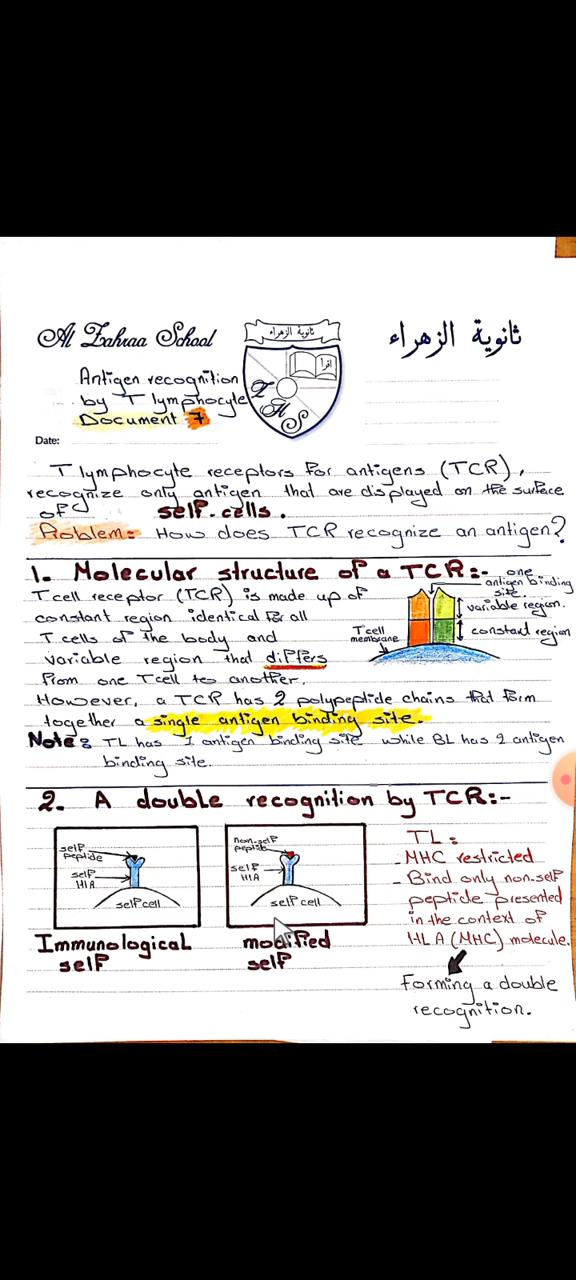 Al Zahraa School
ثانوية الزهراء
ثانوية الزهراء
اقرأ
Z
A H
S
Antigen recognition
by T lymphocyte
Document 7
Date:
T lymphocyte receptors for antigens (TCR),
recognize only antigen that are displayed on the surface
of self-cells.
Problem: How does TCR recognize an antigen?
1. Molecular structure of a TCR:-
T cell receptor (TCR) is made up of
constant region identical for all
T cells of the body and
variable region that differs
from one T cell to another.
one
antigen binding
site.
variable region.
constant region
T cell
membrane
However, a TCR has 2 polypeptide chains that form
together a single antigen binding site.
Note: TL has 1 antigen binding site while BL has 2 antigen
binding site.
2. A double recognition by TCR:-
self
peptide
self
HLA
self cell
Immunological
self
non-self
peptide
self
HLA
self cell
modified
self
TL:
- MHC restricted
- Bind only non-self
peptide presented
in the context of
HLA (MHC) molecule.
Forming a double
recognition.